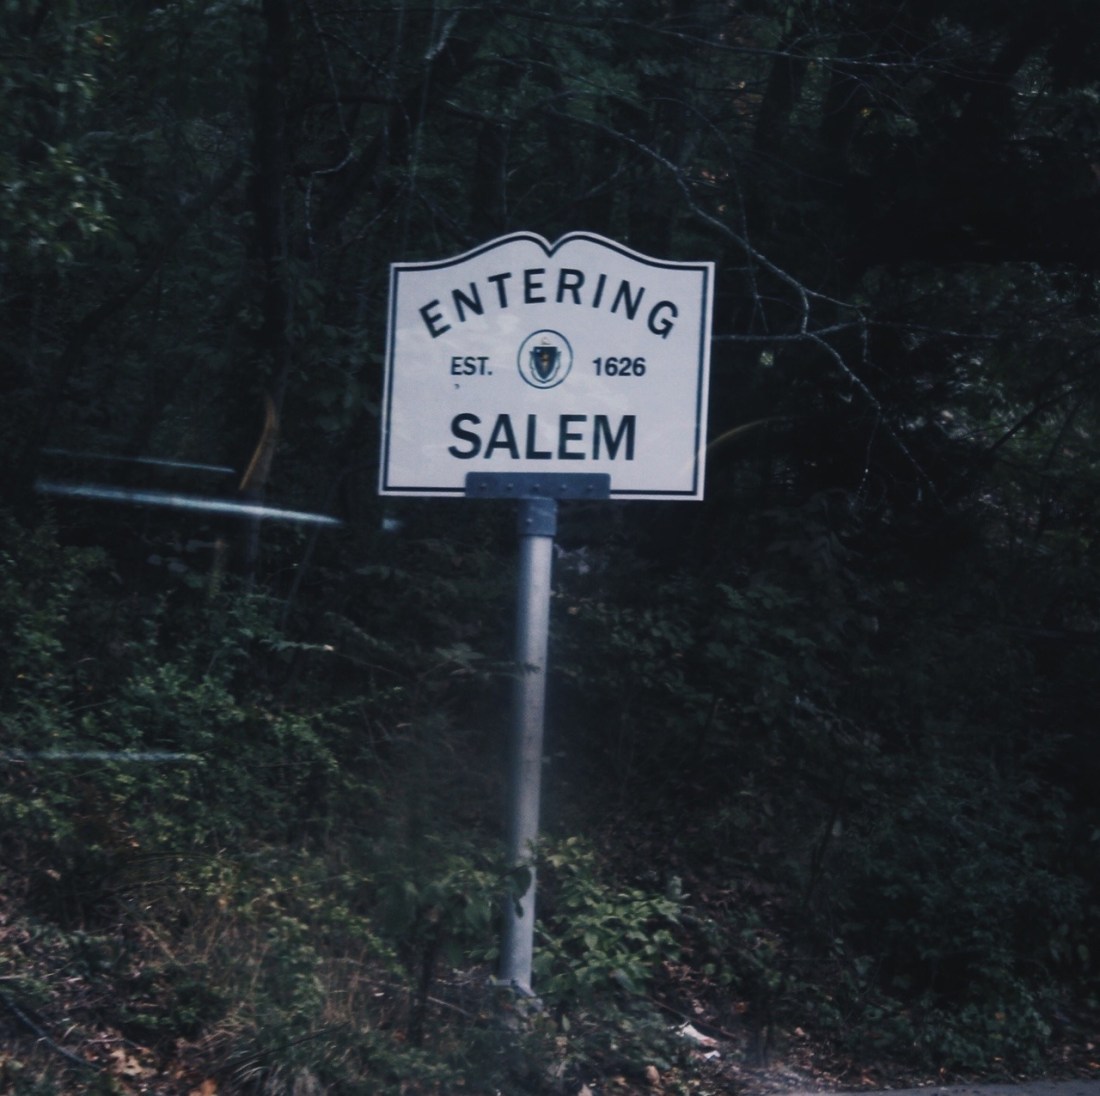 ENTERING
EST. 1626
SALEM